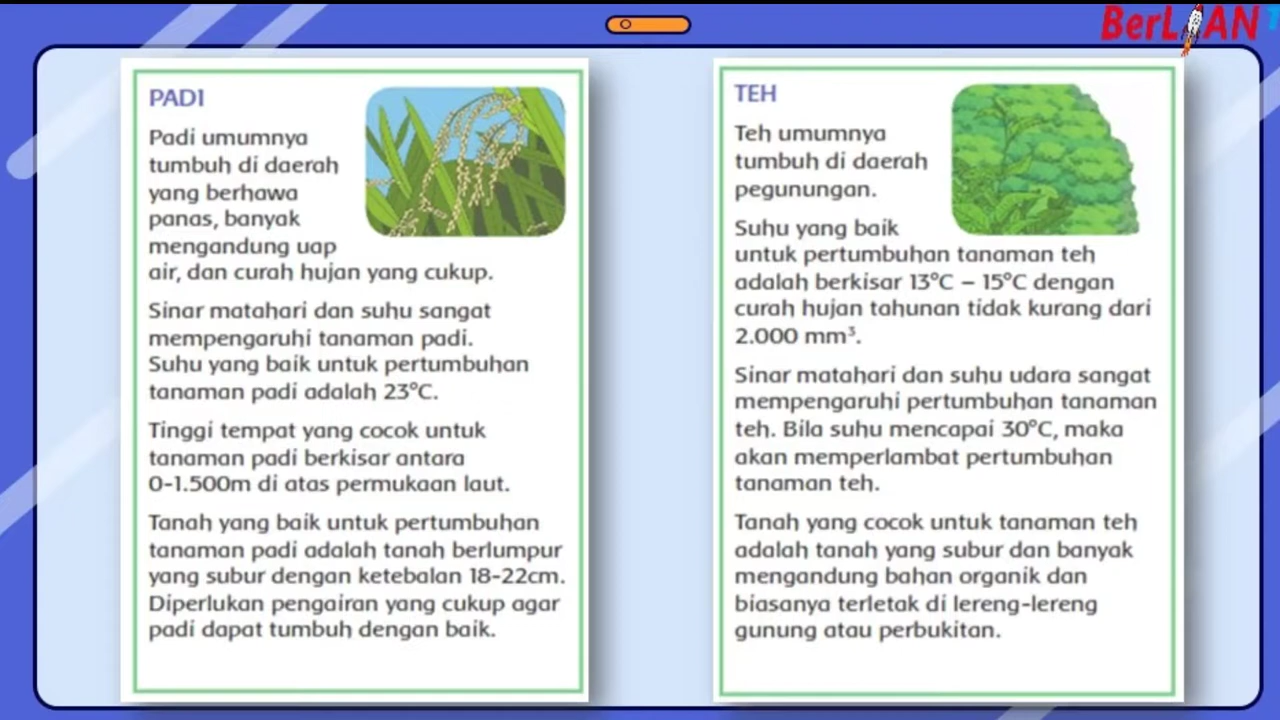 BerLIAN T
PADI
Padi umumnya
tumbuh di daerah
yang berhawa
panas, banyak
mengandung uap
air, dan curah hujan yang cukup.
Sinar matahari dan suhu sangat
mempengaruhi tanaman padi.
Suhu yang baik untuk pertumbuhan
tanaman padi adalah 23°C.
Tinggi tempat yang cocok untuk
tanaman padi berkisar antara
0-1.500m di atas permukaan laut.
Tanah yang baik untuk pertumbuhan
tanaman padi adalah tanah berlumpur
yang subur dengan ketebalan 18-22cm.
Diperlukan pengairan yang cukup agar
padi dapat tumbuh dengan baik.
TEH
Teh umumnya
tumbuh di daerah
pegunungan.
Suhu yang baik
untuk pertumbuhan tanaman teh
adalah berkisar 13°C – 15°C dengan
curah hujan tahunan tidak kurang dari
2.000 mm³.
Sinar matahari dan suhu udara sangat
mempengaruhi pertumbuhan tanaman
teh. Bila suhu mencapai 30°C, maka
akan memperlambat pertumbuhan
tanaman teh.
Tanah yang cocok untuk tanaman teh
adalah tanah yang subur dan banyak
mengandung bahan organik dan
biasanya terletak di lereng-lereng
gunung atau perbukitan.